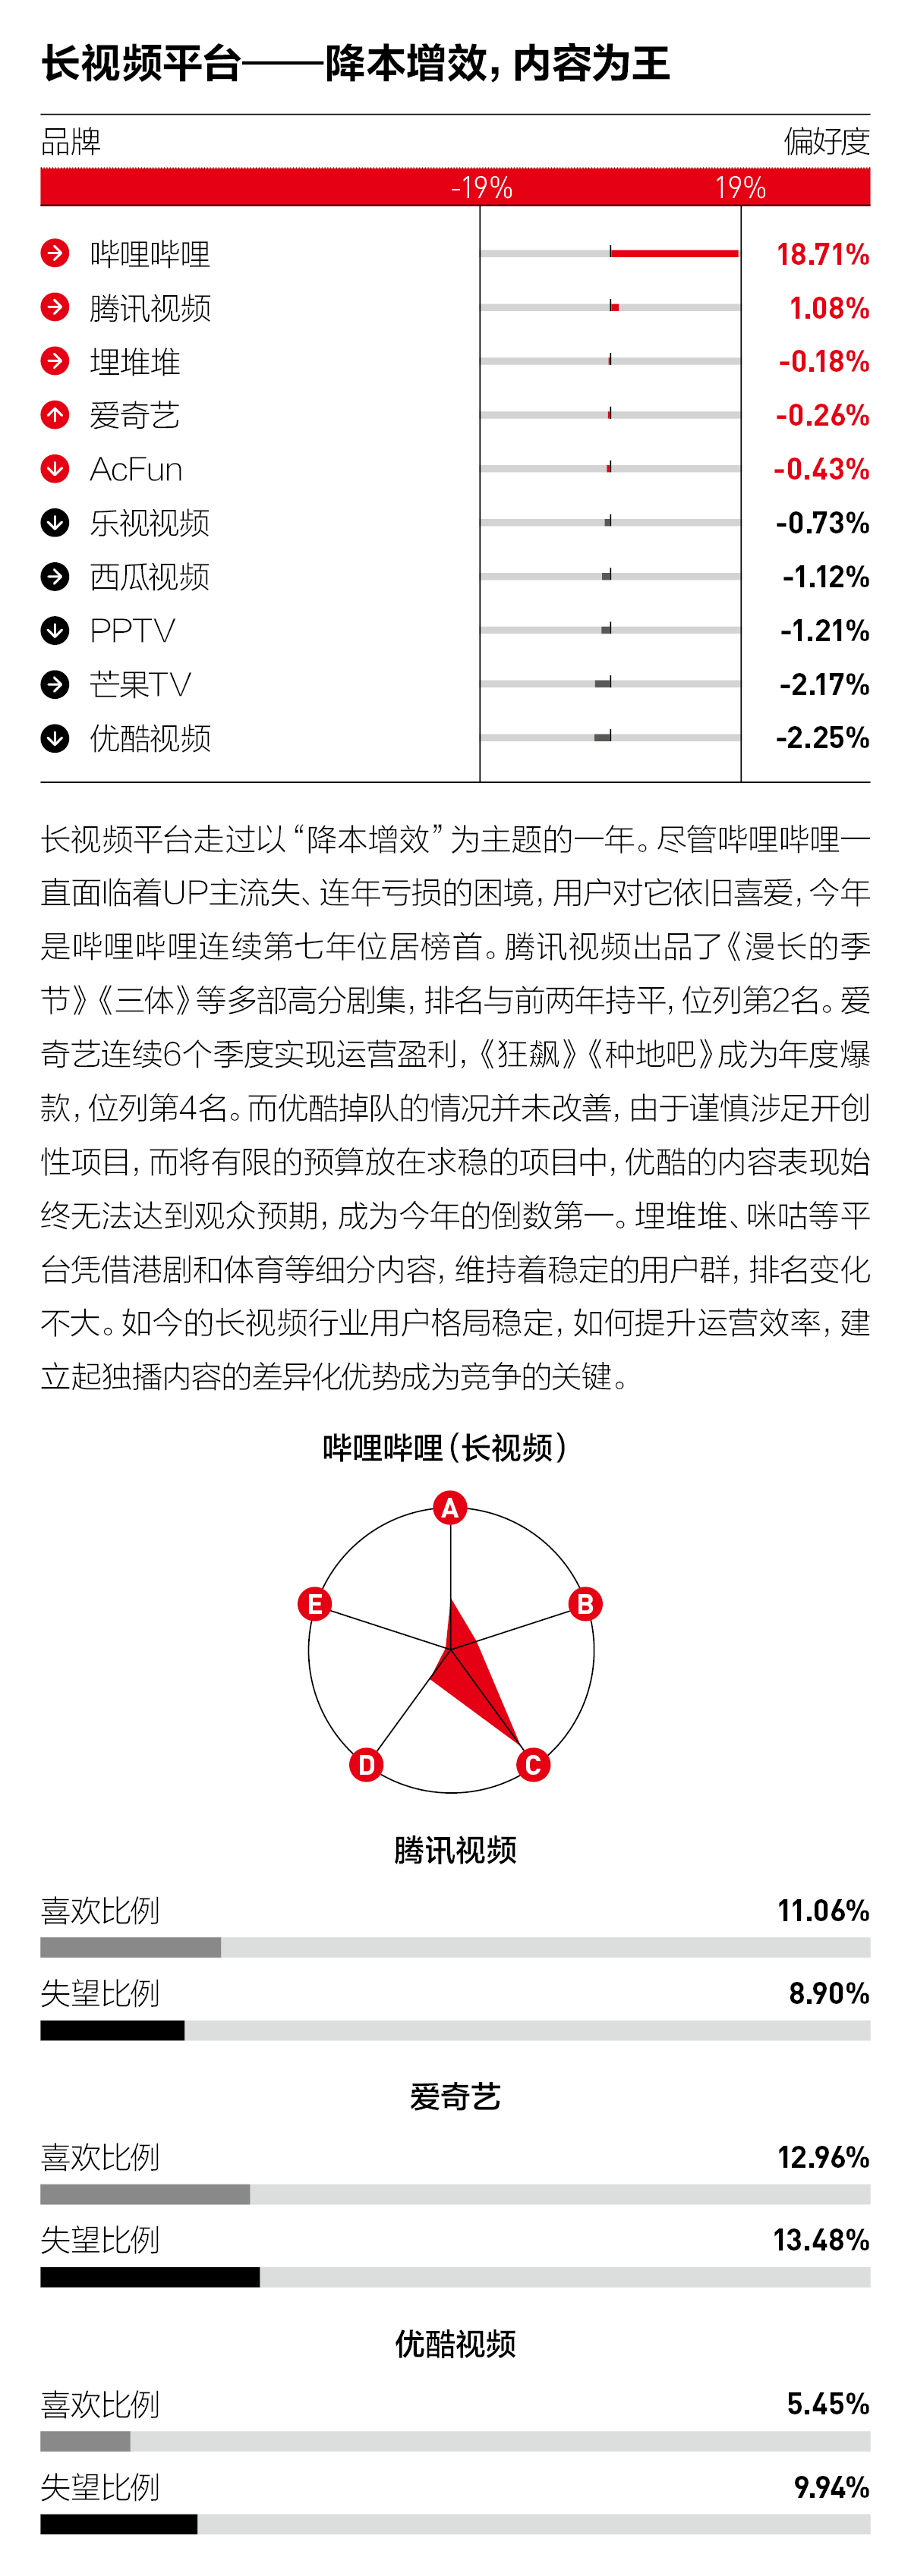 长视频平台——降本增效，内容为王
品牌 偏好度
-19% 19%
哔哩哔哩 18.71%
腾讯视频 1.08%
埋堆堆 -0.18%
爱奇艺 -0.26%
AcFun -0.43%
乐视视频 -0.73%
西瓜视频 -1.12%
PPTV -1.21%
芒果TV -2.17%
优酷视频 -2.25%
长视频平台走过以“降本增效”为主题的一年。尽管哔哩哔哩一
直面临着UP主流失、连年亏损的困境，用户对它依旧喜爱，今年
是哔哩哔哩连续第七年位居榜首。腾讯视频出品了《漫长的季
节》《三体》等多部高分剧集，排名与前两年持平，位列第2名。爱
奇艺连续6个季度实现运营盈利，《狂飙》《种地吧》成为年度爆
款，位列第4名。而优酷掉队的情况并未改善，由于谨慎涉足开创
性项目，而将有限的预算放在求稳的项目中，优酷的内容表现始
终无法达到观众预期，成为今年的倒数第一。埋堆堆、咪咕等平
台凭借港剧和体育等细分内容，维持着稳定的用户群，排名变化
不大。如今的长视频行业用户格局稳定，如何提升运营效率，建
立起独播内容的差异化优势成为竞争的关键。
哔哩哔哩（长视频）
A
E B
D C
腾讯视频
喜欢比例 11.06%
失望比例 8.90%
爱奇艺
喜欢比例 12.96%
失望比例 13.48%
优酷视频
喜欢比例 5.45%
失望比例 9.94%